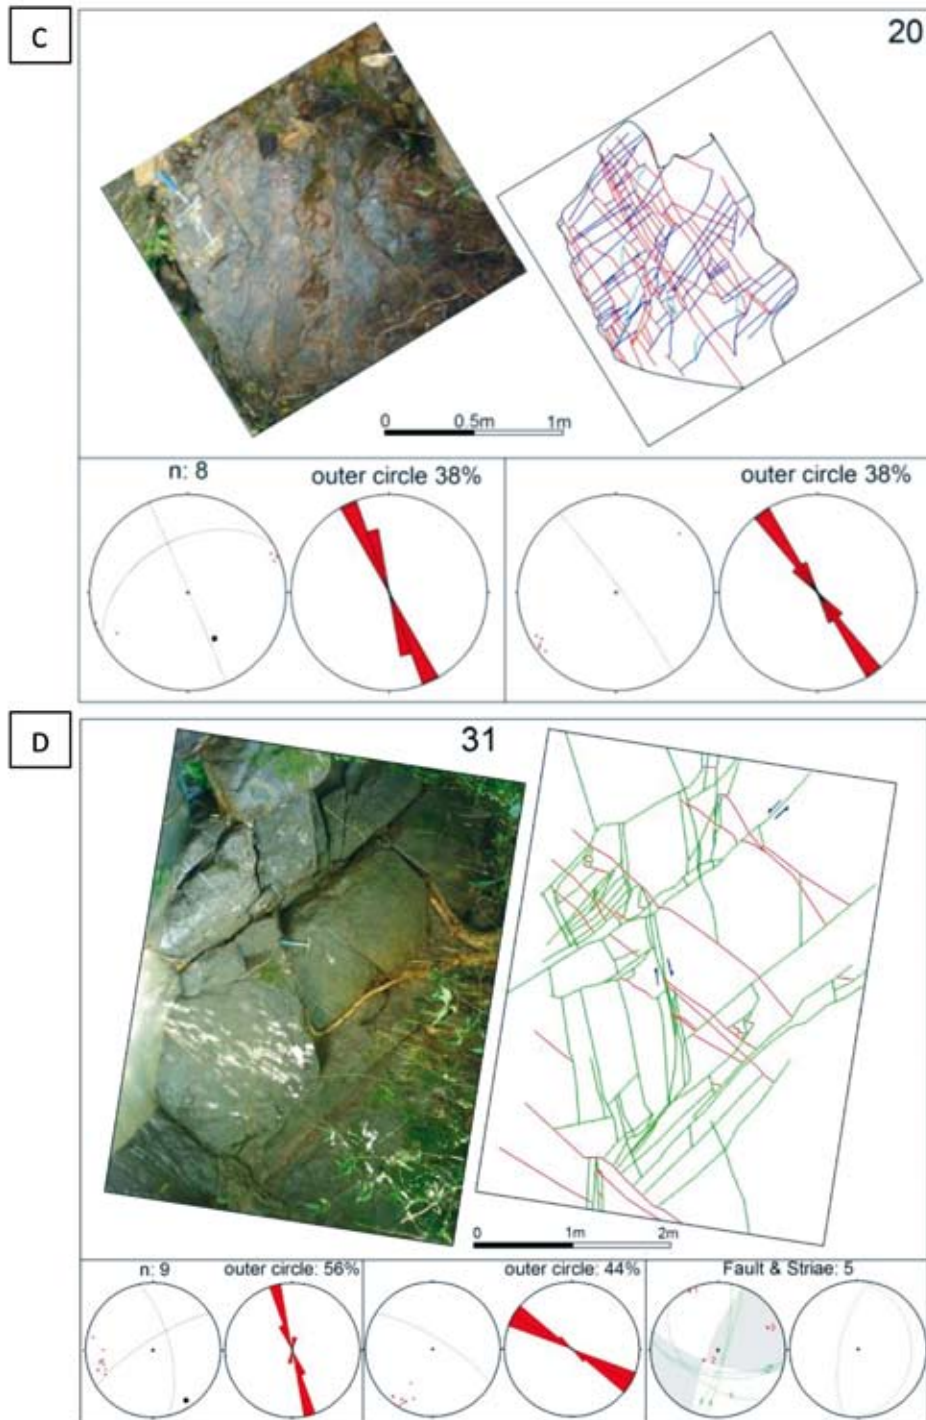 C
20
0 0.5m 1m
n: 8
outer circle 38%
outer circle 38%
D
31
0 1m 2m
n: 9
outer circle: 56%
outer circle: 44%
Fault & Striae: 5